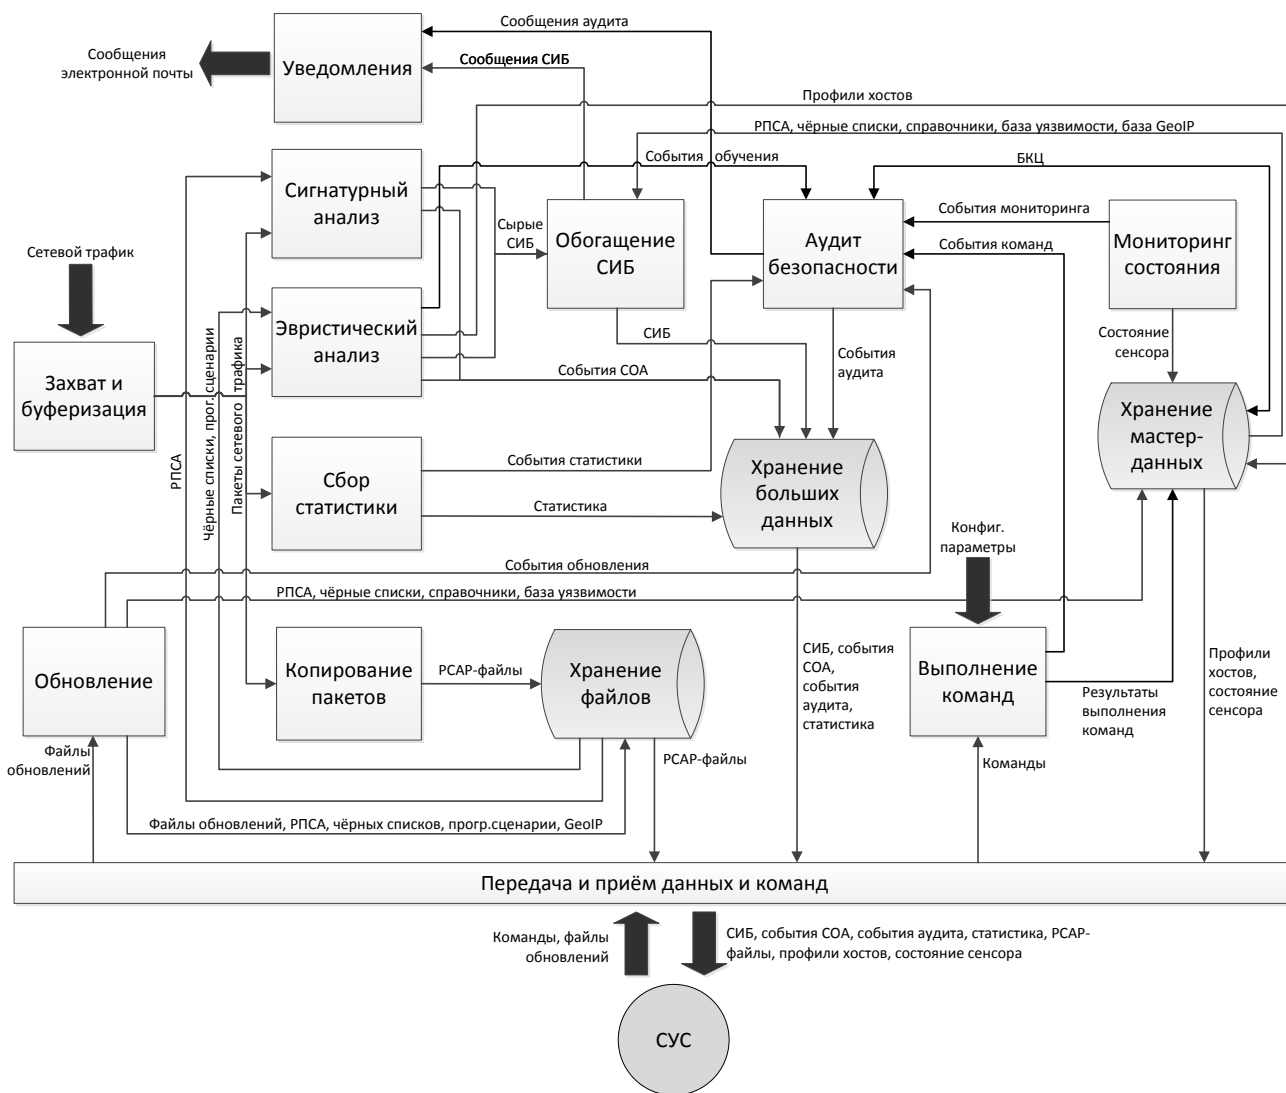 Сообщения аудита
Сообщения
электронной почты
Уведомления
Сообщения СИБ
Профили хостов
РПСА, чёрные списки, справочники, база уязвимости, база GeoIP
События обучения
БКЦ
Сигнатурный
анализ
Сырые
СИБ
Обогащение
СИБ
Аудит
безопасности
События мониторинга
События команд
Мониторинг
состояния
Сетевой трафик
Захват и
буферизация
Эвристический
анализ
СИБ
События СОА
События
аудита
Состояние
сенсора
Хранение
мастер-
данных
РПСА
Чёрные списки, прог. сценарии
Пакеты сетевого трафика
Сбор
статистики
События статистики
Статистика
Хранение
больших
данных
Конфиг.
параметры
События обновления
РПСА, чёрные списки, справочники, база уязвимости
Обновление
Копирование
пакетов
PCAP-файлы
Хранение
файлов
СИБ, события
СОА,
события
аудита,
статистика
Выполнение
команд
Результаты
выполнения
команд
Профили
хостов,
состояние
сенсора
Файлы
обновлений
PCAP-файлы
Команды
Файлы обновлений, РПСА, чёрных списков, прогр.сценарии, GeoIP
Передача и приём данных и команд
Команды, файлы
обновлений
СИБ, события СОА, события аудита, статистика, PCAP-
файлы, профили хостов, состояние сенсора
СУС